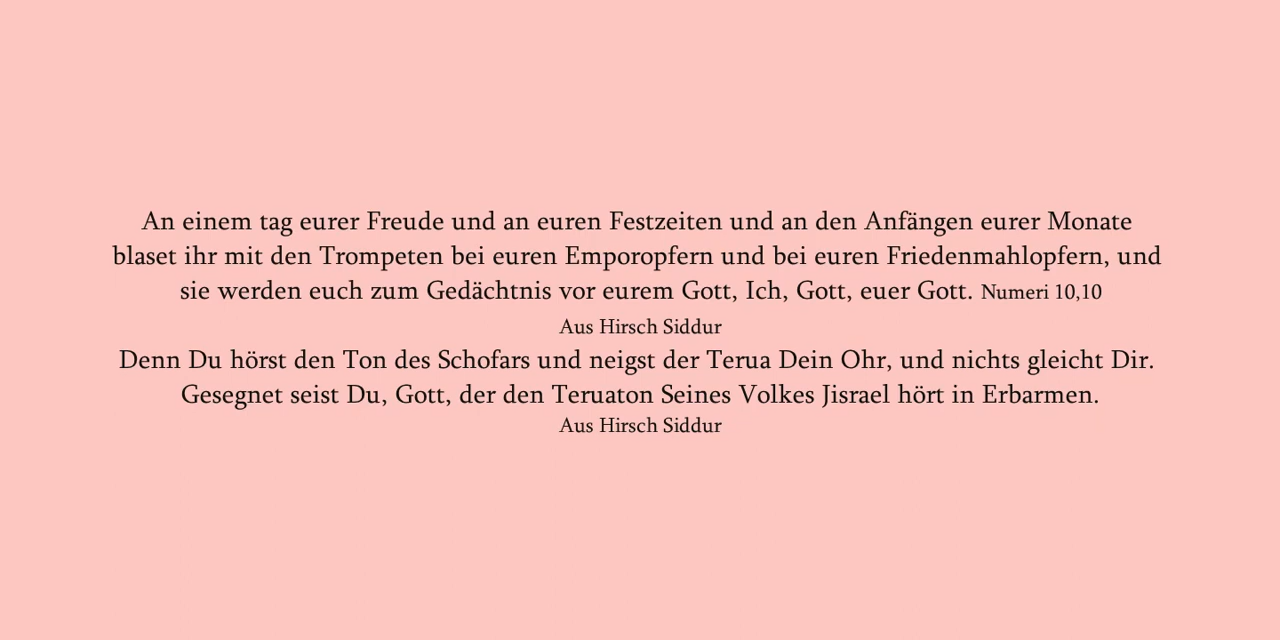 An einem tag eurer Freude und an euren Festzeiten und an den Anfängen eurer Monate
blaset ihr mit den Trompeten bei euren Emporopfern und bei euren Friedenmahlopfern, und
sie werden euch zum Gedächtnis vor eurem Gott, Ich, Gott, euer Gott. Numeri 10,10
Aus Hirsch Siddur
Denn Du hörst den Ton des Schofars und neigst der Terua Dein Ohr, und nichts gleicht Dir.
Gesegnet seist Du, Gott, der den Teruaton Seines Volkes Jisrael hört in Erbarmen.
Aus Hirsch Siddur